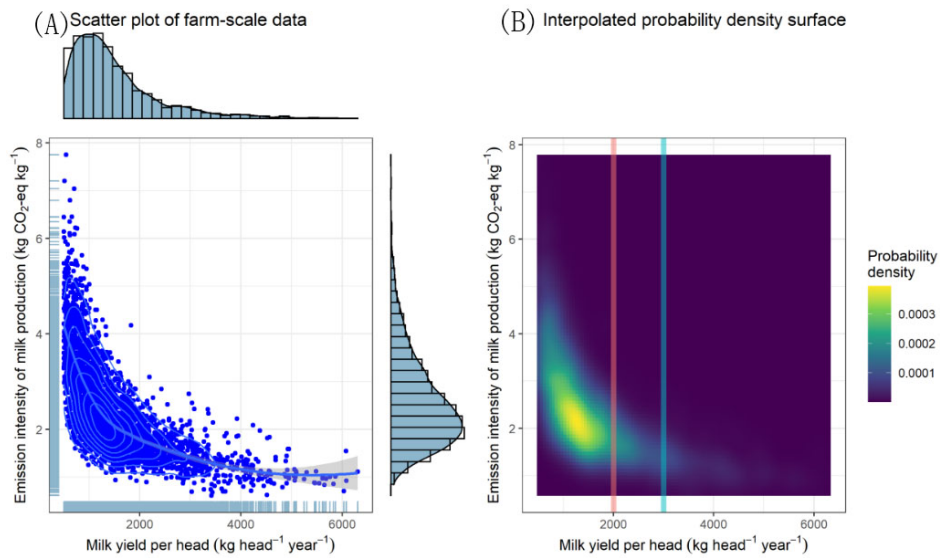 (A) Scatter plot of farm-scale data
8
6
4
2
2000 4000 6000
Emission intensity of milk production (kg CO₂-eq kg⁻¹)
Milk yield per head (kg head⁻¹ year⁻¹)
(B) Interpolated probability density surface
8
6
4
2
2000 4000 6000
Emission intensity of milk production (kg CO₂-eq kg⁻¹)
Milk yield per head (kg head⁻¹ year⁻¹)
Probability
density
0.0003
0.0002
0.0001